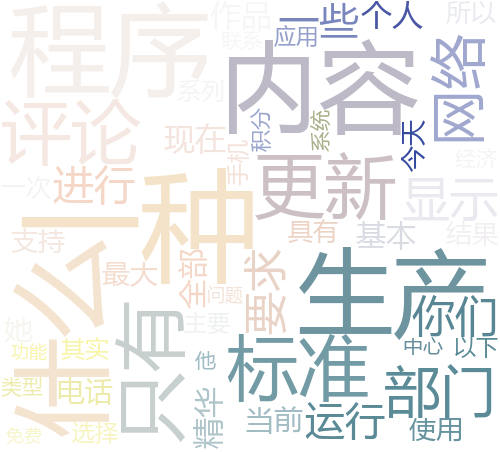 作品
一些
个人
所以
程序
应用
联系
内容
网络
评论
现在
积分
系统
今天
系列
手机
经济
一次
进行
种
更新
显示
什么
支持
最大
全部
要求
具有
基本
结果
问题
主要
生产
她
只有
你们
功能
其实
他
标准
中心
以下
类型
电话
精华
当前
运行
部门
使用
免费
选择